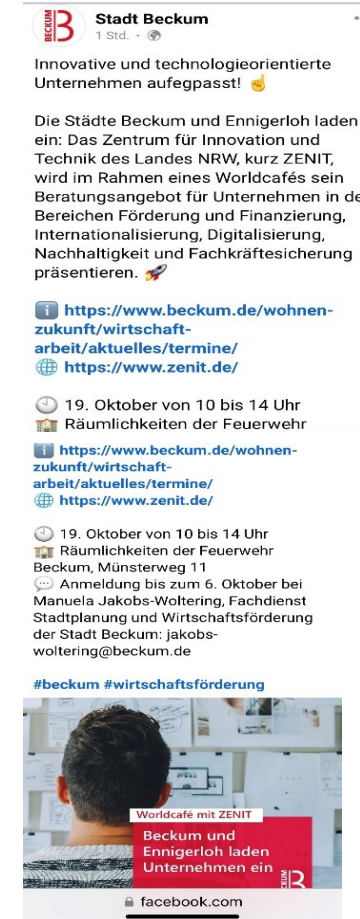 BECKUM
Stadt Beckum
1 Std. ·
Innovative und technologieorientierte
Unternehmen aufegpasst! ☝
Die Städte Beckum und Ennigerloh laden
ein: Das Zentrum für Innovation und
Technik des Landes NRW, kurz ZENIT,
wird im Rahmen eines Worldcafés sein
Beratungsangebot für Unternehmen in de
Bereichen Förderung und Finanzierung,
Internationalisierung, Digitalisierung,
Nachhaltigkeit und Fachkräftesicherung
präsentieren. 🚀
ℹ https://www.beckum.de/wohnen-
zukunft/wirtschaft-
arbeit/aktuelles/termine/
🌐 https://www.zenit.de/
🕙 19. Oktober von 10 bis 14 Uhr
🏫 Räumlichkeiten der Feuerwehr
ℹ https://www.beckum.de/wohnen-
zukunft/wirtschaft-
arbeit/aktuelles/termine/
🌐 https://www.zenit.de/
🕙 19. Oktober von 10 bis 14 Uhr
🏫 Räumlichkeiten der Feuerwehr
Beckum, Münsterweg 11
💬 Anmeldung bis zum 6. Oktober bei
Manuela Jakobs-Woltering, Fachdienst
Stadtplanung und Wirtschaftsförderung
der Stadt Beckum: jakobs-
woltering@beckum.de
#beckum #wirtschaftsförderung
Worldcafé mit ZENIT
Beckum und
Ennigerloh laden
Unternehmen ein
facebook.com